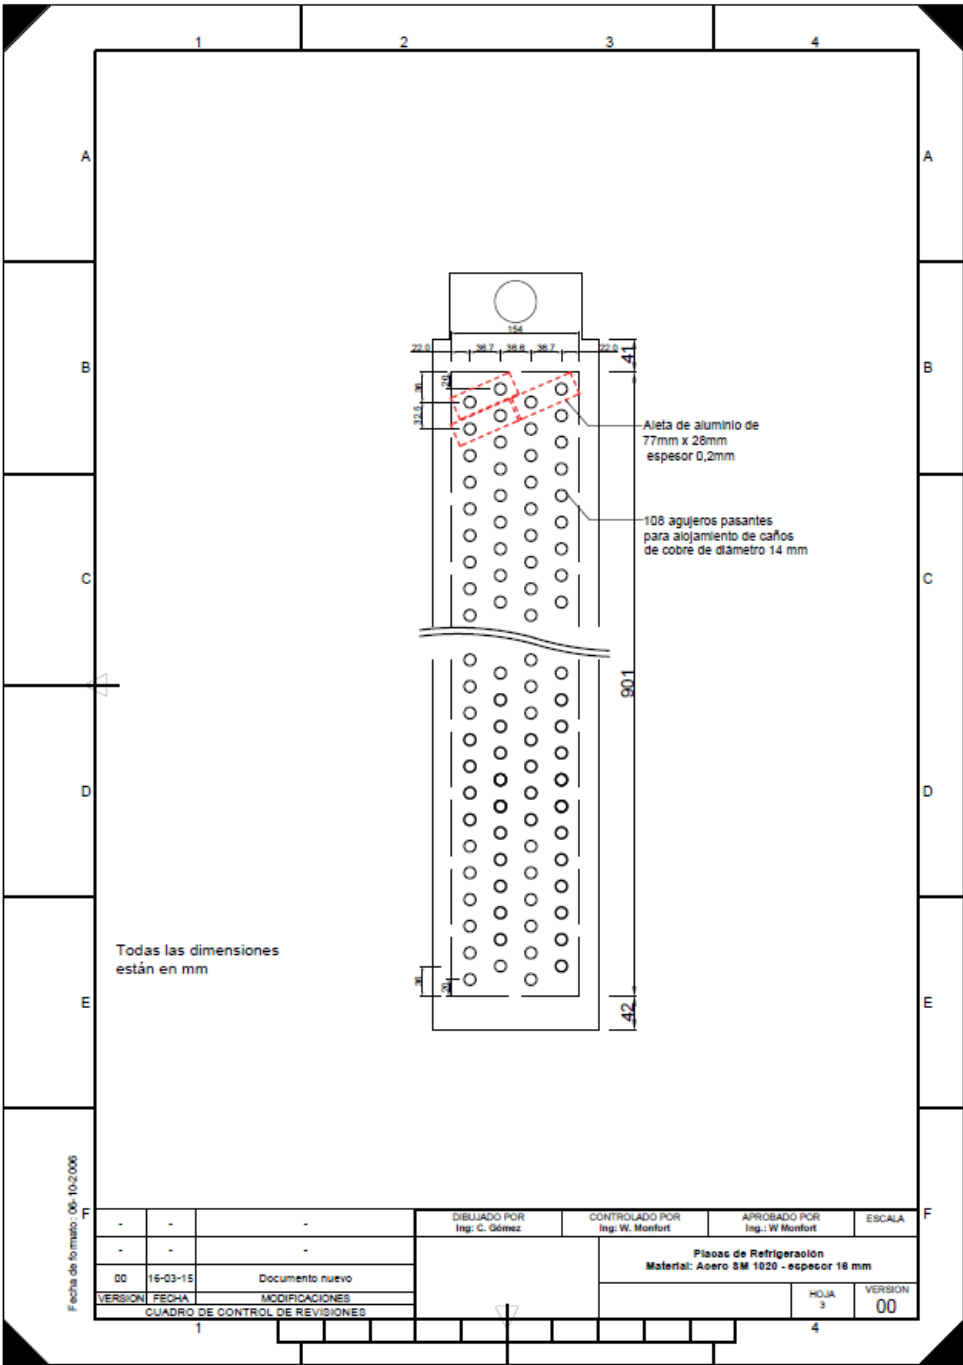 1 2 3 4
A A
154
22.0 38.7 38.6 38.7 22.0
41
B B
36 20
32.5
Aleta de aluminio de
77mm x 28mm
espesor 0,2mm
108 agujeros pasantes
para alojamiento de caños
de cobre de diámetro 14 mm
C C
901
D D
Todas las dimensiones
están en mm
36 20
E E
42
Fecha de formato: 06-10-2006
F F
- - -
- - -
00 16-03-15 Documento nuevo
VERSION FECHA MODIFICACIONES
CUADRO DE CONTROL DE REVISIONES
DIBUJADO POR
Ing: C. Gómez
CONTROLADO POR
Ing: W. Monfort
APROBADO POR
Ing.: W Monfort
ESCALA
Placas de Refrigeración
Material: Acero SM 1020 - espesor 16 mm
HOJA
3
VERSION
00
1 4